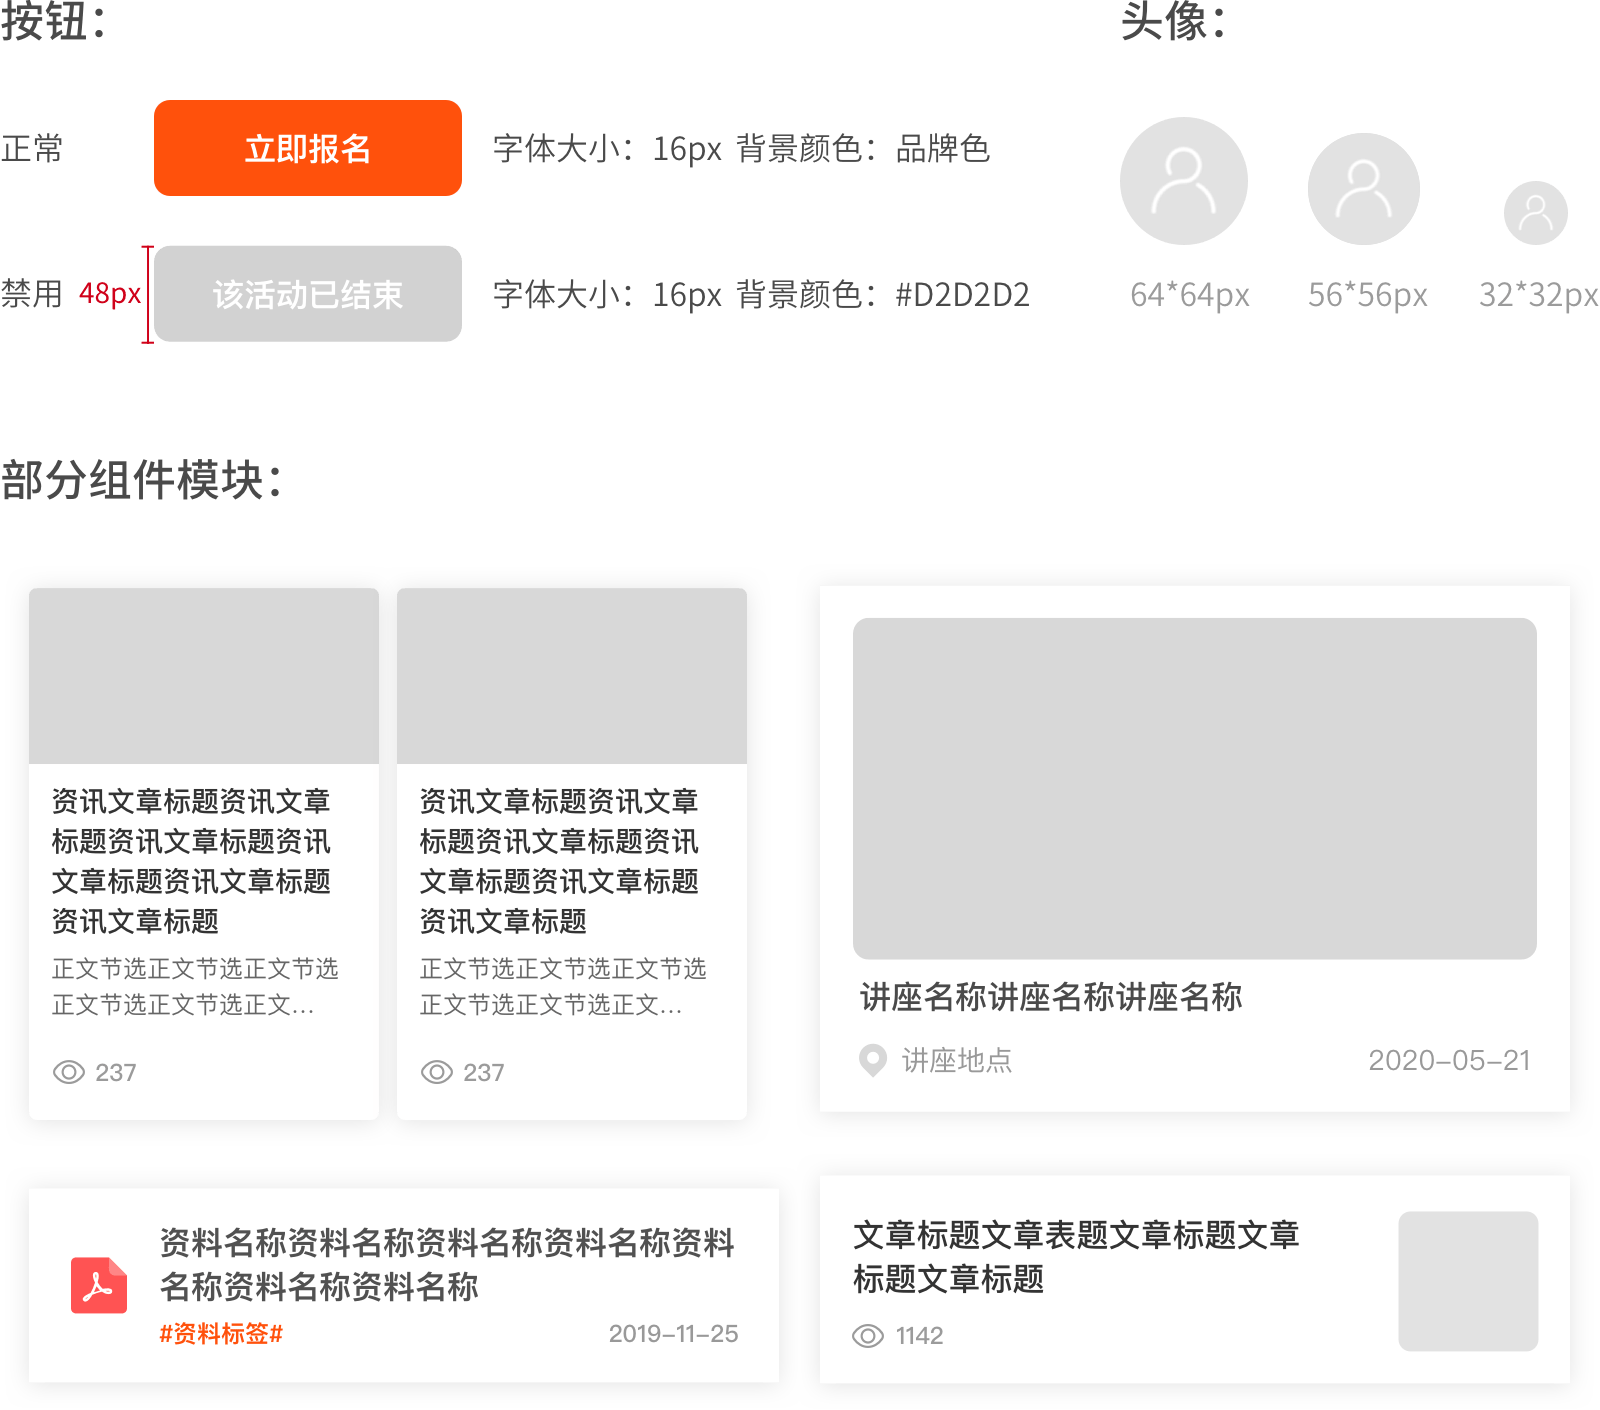 按钮：
头像：
正常
立即报名
字体大小：16px 背景颜色：品牌色
禁用
48px
该活动已结束
字体大小：16px 背景颜色：#D2D2D2
64*64px
56*56px
32*32px
部分组件模块：
资讯文章标题资讯文章
标题资讯文章标题资讯
文章标题资讯文章标题
资讯文章标题
正文节选正文节选正文节选
正文节选正文节选正文...
237
资讯文章标题资讯文章
标题资讯文章标题资讯
文章标题资讯文章标题
资讯文章标题
正文节选正文节选正文节选
正文节选正文节选正文...
237
讲座名称讲座名称讲座名称
讲座地点
2020-05-21
资料名称资料名称资料名称资料名称资料
名称资料名称资料名称
#资料标签#
2019-11-25
文章标题文章表题文章标题文章
标题文章标题
1142